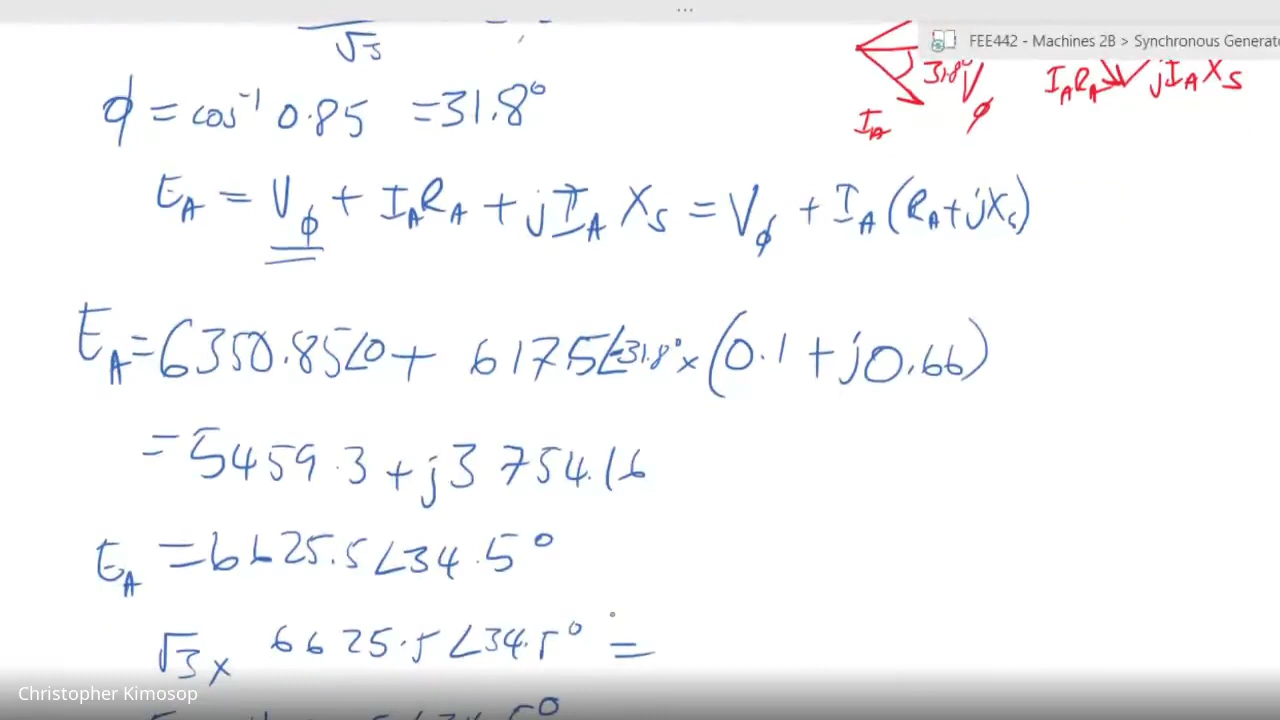 ...
FEE442 - Machines 2B > Synchronous Generato
√3
31.8° Vϕ I_A R_A jI_A X_S
I_A
ϕ = cos⁻¹ 0.85 = 31.8°
E_A = V_ϕ + I_A R_A + jI_A X_S = V_ϕ + I_A (R_A + jX_S)
E_A = 6350.85∠0 + 6175∠-31.8° × (0.1 + j0.66)
= 5459.3 + j3754.16
E_A = 6625.5∠34.5°
√3 × 6625.5∠34.5° =
Christopher Kimosop